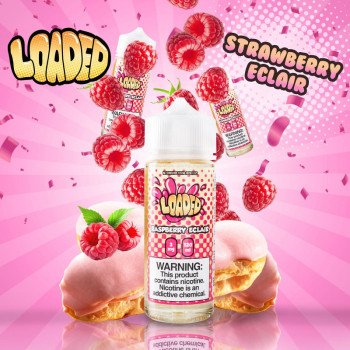 LOADED
STRAWBERRY
ECLAIR
LOADED
RASPBERRY ECLAIR
WARNING:
This product
contains nicotine.
Nicotine is an
addictive chemical.